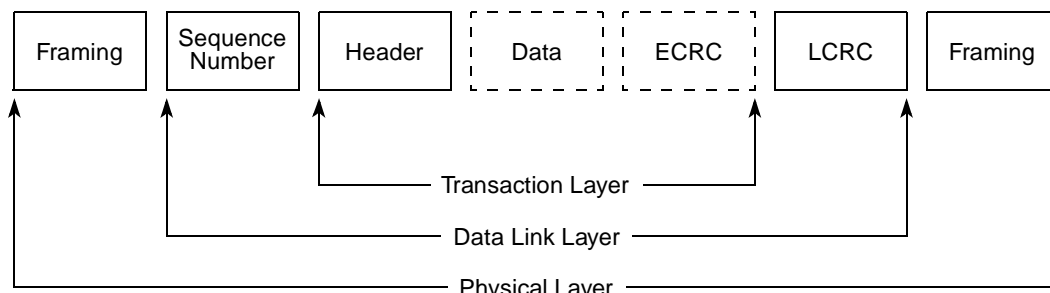 Framing
Sequence
Number
Header
Data
ECRC
LCRC
Framing
Transaction Layer
Data Link Layer
Physical Layer